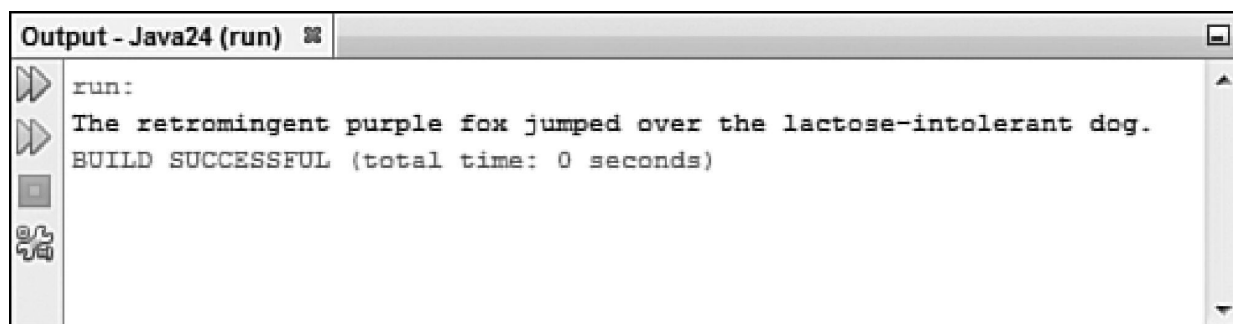 Output - Java24 (run)
run:
The retromingent purple fox jumped over the lactose-intolerant dog.
BUILD SUCCESSFUL (total time: 0 seconds)